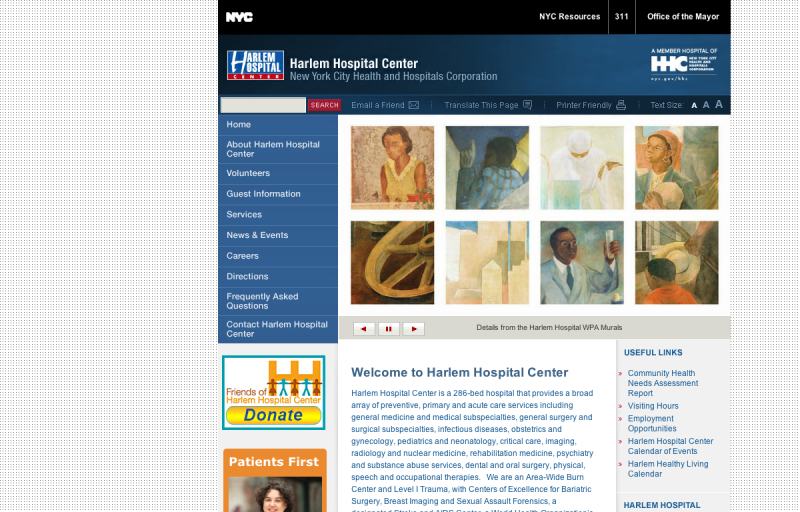 NYC
NYC Resources
311
Office of the Mayor
HARLEM
HOSPITAL
CENTER
Harlem Hospital Center
New York City Health and Hospitals Corporation
A MEMBER HOSPITAL OF
HHC
NEW YORK CITY
HEALTH AND
HOSPITALS
CORPORATION
nyc.gov/hhc
SEARCH
Email a Friend
Translate This Page
Printer Friendly
Text Size: A A A
Home
About Harlem Hospital
Center
Volunteers
Guest Information
Services
News & Events
Careers
Directions
Frequently Asked
Questions
Contact Harlem Hospital
Center
Details from the Harlem Hospital WPA Murals
Friends of
Harlem Hospital Center
Donate
Patients First
Welcome to Harlem Hospital Center
Harlem Hospital Center is a 286-bed hospital that provides a broad
array of preventive, primary and acute care services including
general medicine and medical subspecialties, general surgery and
surgical subspecialties, infectious diseases, obstetrics and
gynecology, pediatrics and neonatology, critical care, imaging,
radiology and nuclear medicine, rehabilitation medicine, psychiatry
and substance abuse services, dental and oral surgery, physical,
speech and occupational therapies. We are an Area-Wide Burn
Center and Level I Trauma, with Centers of Excellence for Bariatric
Surgery, Breast Imaging and Sexual Assault Forensics, a
designated Stroke and AIDS Center, a World Health Organization's
USEFUL LINKS
» Community Health
Needs Assessment
Report
» Visiting Hours
» Employment
Opportunities
» Harlem Hospital Center
Calendar of Events
» Harlem Healthy Living
Calendar
HARLEM HOSPITAL